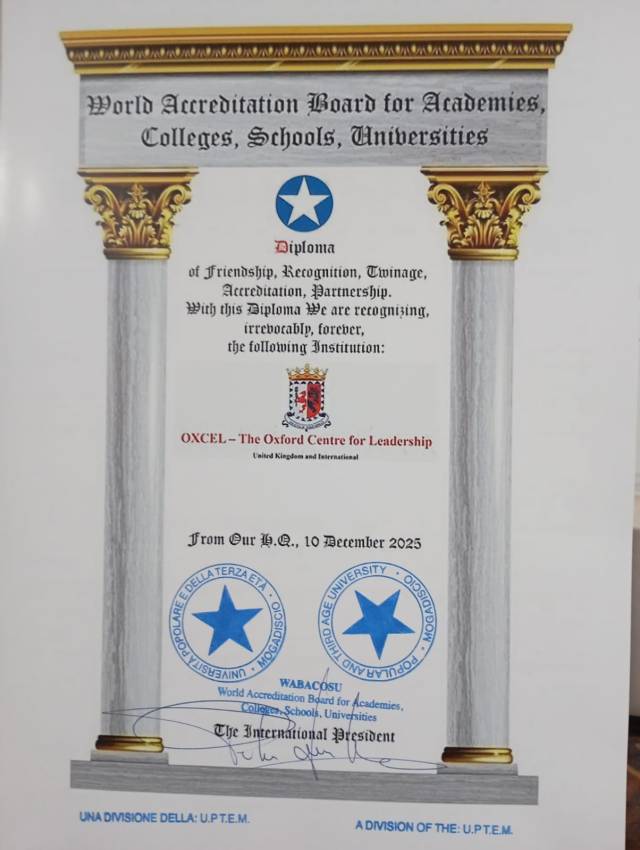 World Accreditation Board for Academies,
Colleges, Schools, Universities
Diploma
of Friendship, Recognition, Twinage,
Accreditation, Partnership.
With this Diploma We are recognizing,
irrevocably, forever,
the following Institution:
OXCEL – The Oxford Centre for Leadership
United Kingdom and International
From Our H.Q., 10 December 2025
UNIVERSITÀ POPOLARE E DELLA TERZA ETÀ · MOGADISCIO ·
POPULAR AND THIRD AGE UNIVERSITY · MOGADISCIO ·
WABACOSU
World Accreditation Board for Academies,
Colleges, Schools, Universities
The International President
UNA DIVISIONE DELLA: U.P.T.E.M.
A DIVISION OF THE: U.P.T.E.M.